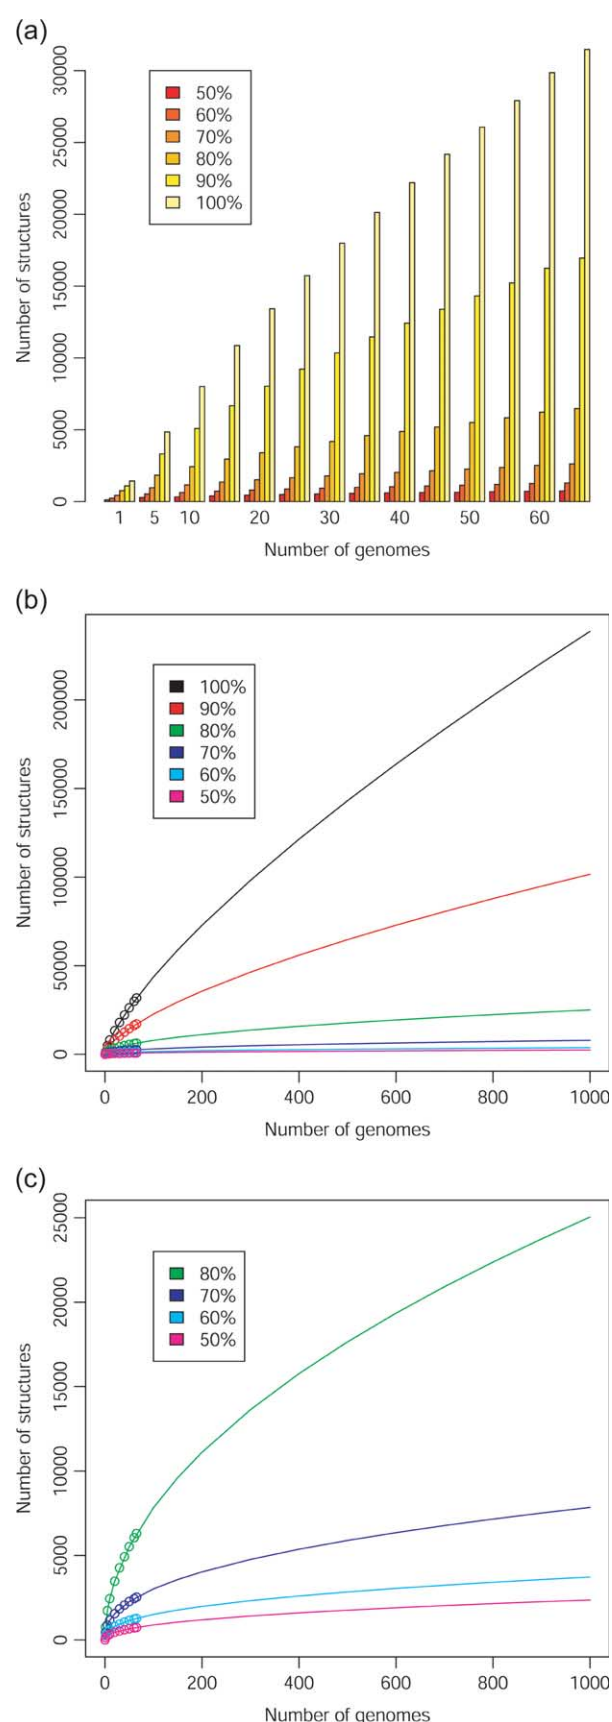 (a)
Number of structures
0 5000 10000 15000 20000 25000 30000
50%
60%
70%
80%
90%
100%
1 5 10 20 30 40 50 60
Number of genomes
(b)
Number of structures
0 50000 100000 150000 200000
100%
90%
80%
70%
60%
50%
0 200 400 600 800 1000
Number of genomes
(c)
Number of structures
0 5000 10000 15000 20000 25000
80%
70%
60%
50%
0 200 400 600 800 1000
Number of genomes